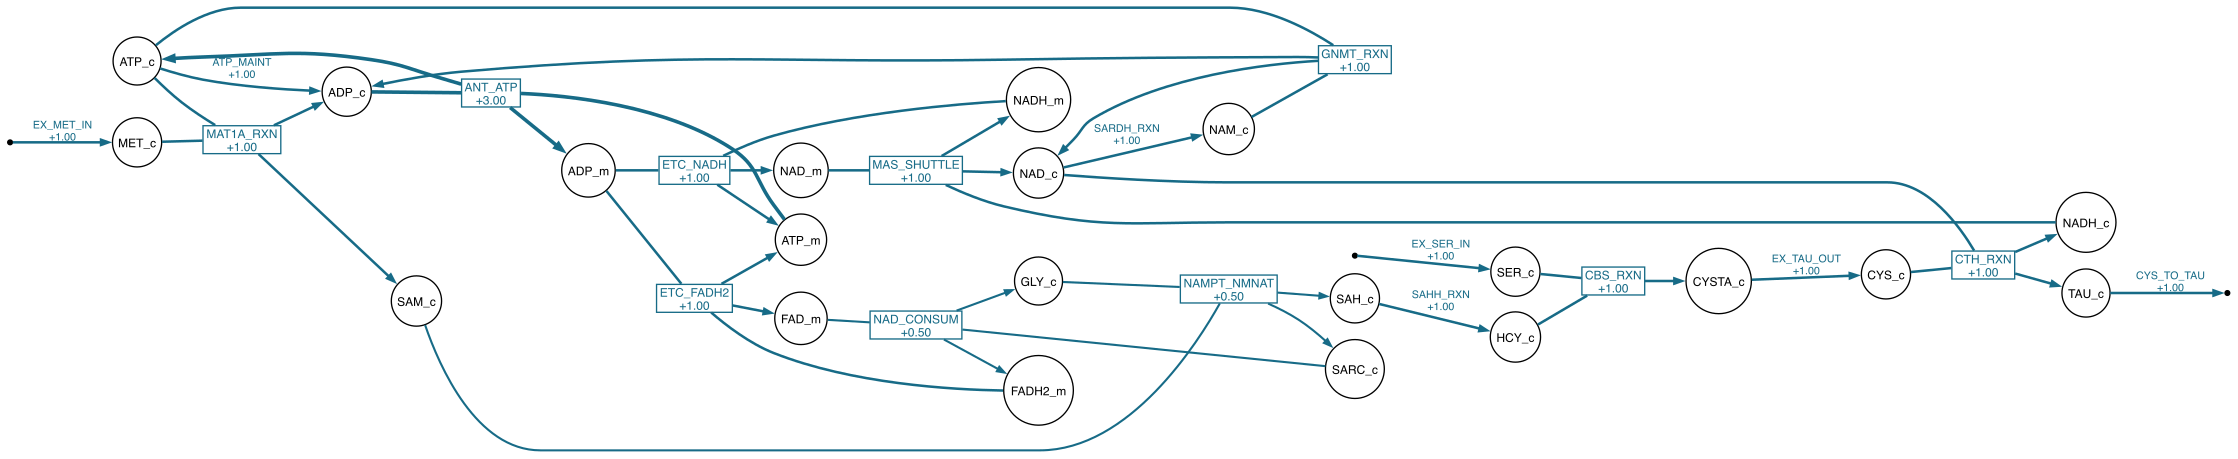 ATP_c
ATP_MAINT
+1.00
ADP_c
EX_MET_IN
+1.00
MET_c
MAT1A_RXN
+1.00
ANT_ATP
+3.00
SAM_c
ADP_m
ETC_NADH
+1.00
NAD_m
ATP_m
ETC_FADH2
+1.00
FAD_m
MAS_SHUTTLE
+1.00
NADH_m
NAD_c
NAD_CONSUM
+0.50
GLY_c
FADH2_m
SARDH_RXN
+1.00
NAM_c
GNMT_RXN
+1.00
NAMPT_NMNAT
+0.50
SAH_c
SARC_c
EX_SER_IN
+1.00
SAHH_RXN
+1.00
SER_c
HCY_c
CBS_RXN
+1.00
CYSTA_c
EX_TAU_OUT
+1.00
CYS_c
CTH_RXN
+1.00
NADH_c
TAU_c
CYS_TO_TAU
+1.00